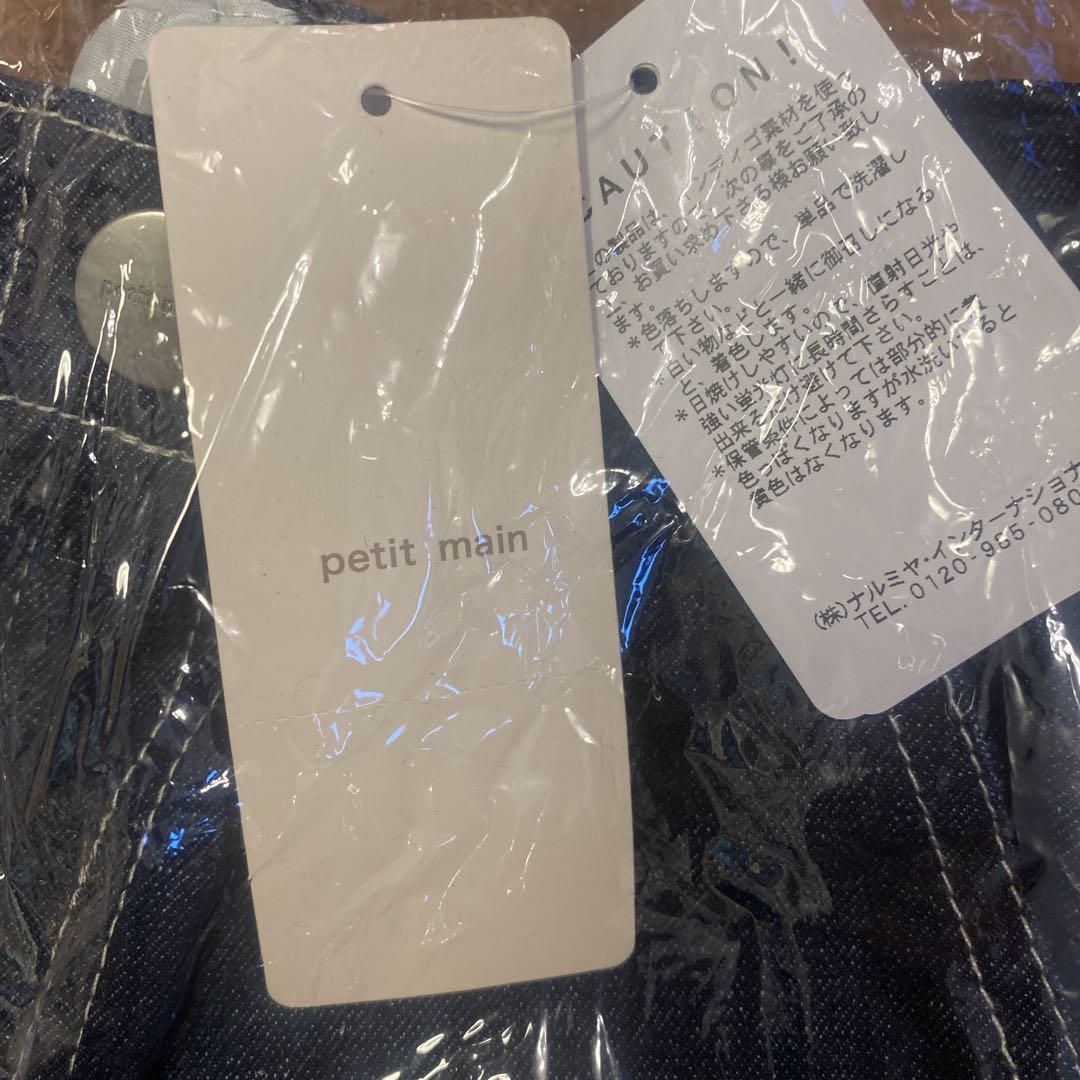 petit main
CAUTION!
この製品は、インディゴ素材を使っ
ておりますので、次の事をご了承の
上、お買い求め下さる様お願い致し
ます。
*色落ちしますので、単品で洗濯し
下さい。
*白い物などと一緒に御召しになる
と、着色します。
*日焼けしやすいので、直射日光や
強い蛍光灯に長時間さらすことは、
出来るだけ避けて下さい。
*保管条件によっては部分的に黄
色っぽくなりますが水洗いすると
黄色はなくなります。
(株)ナルミヤ・インターナショナ
TEL.0120-985-080